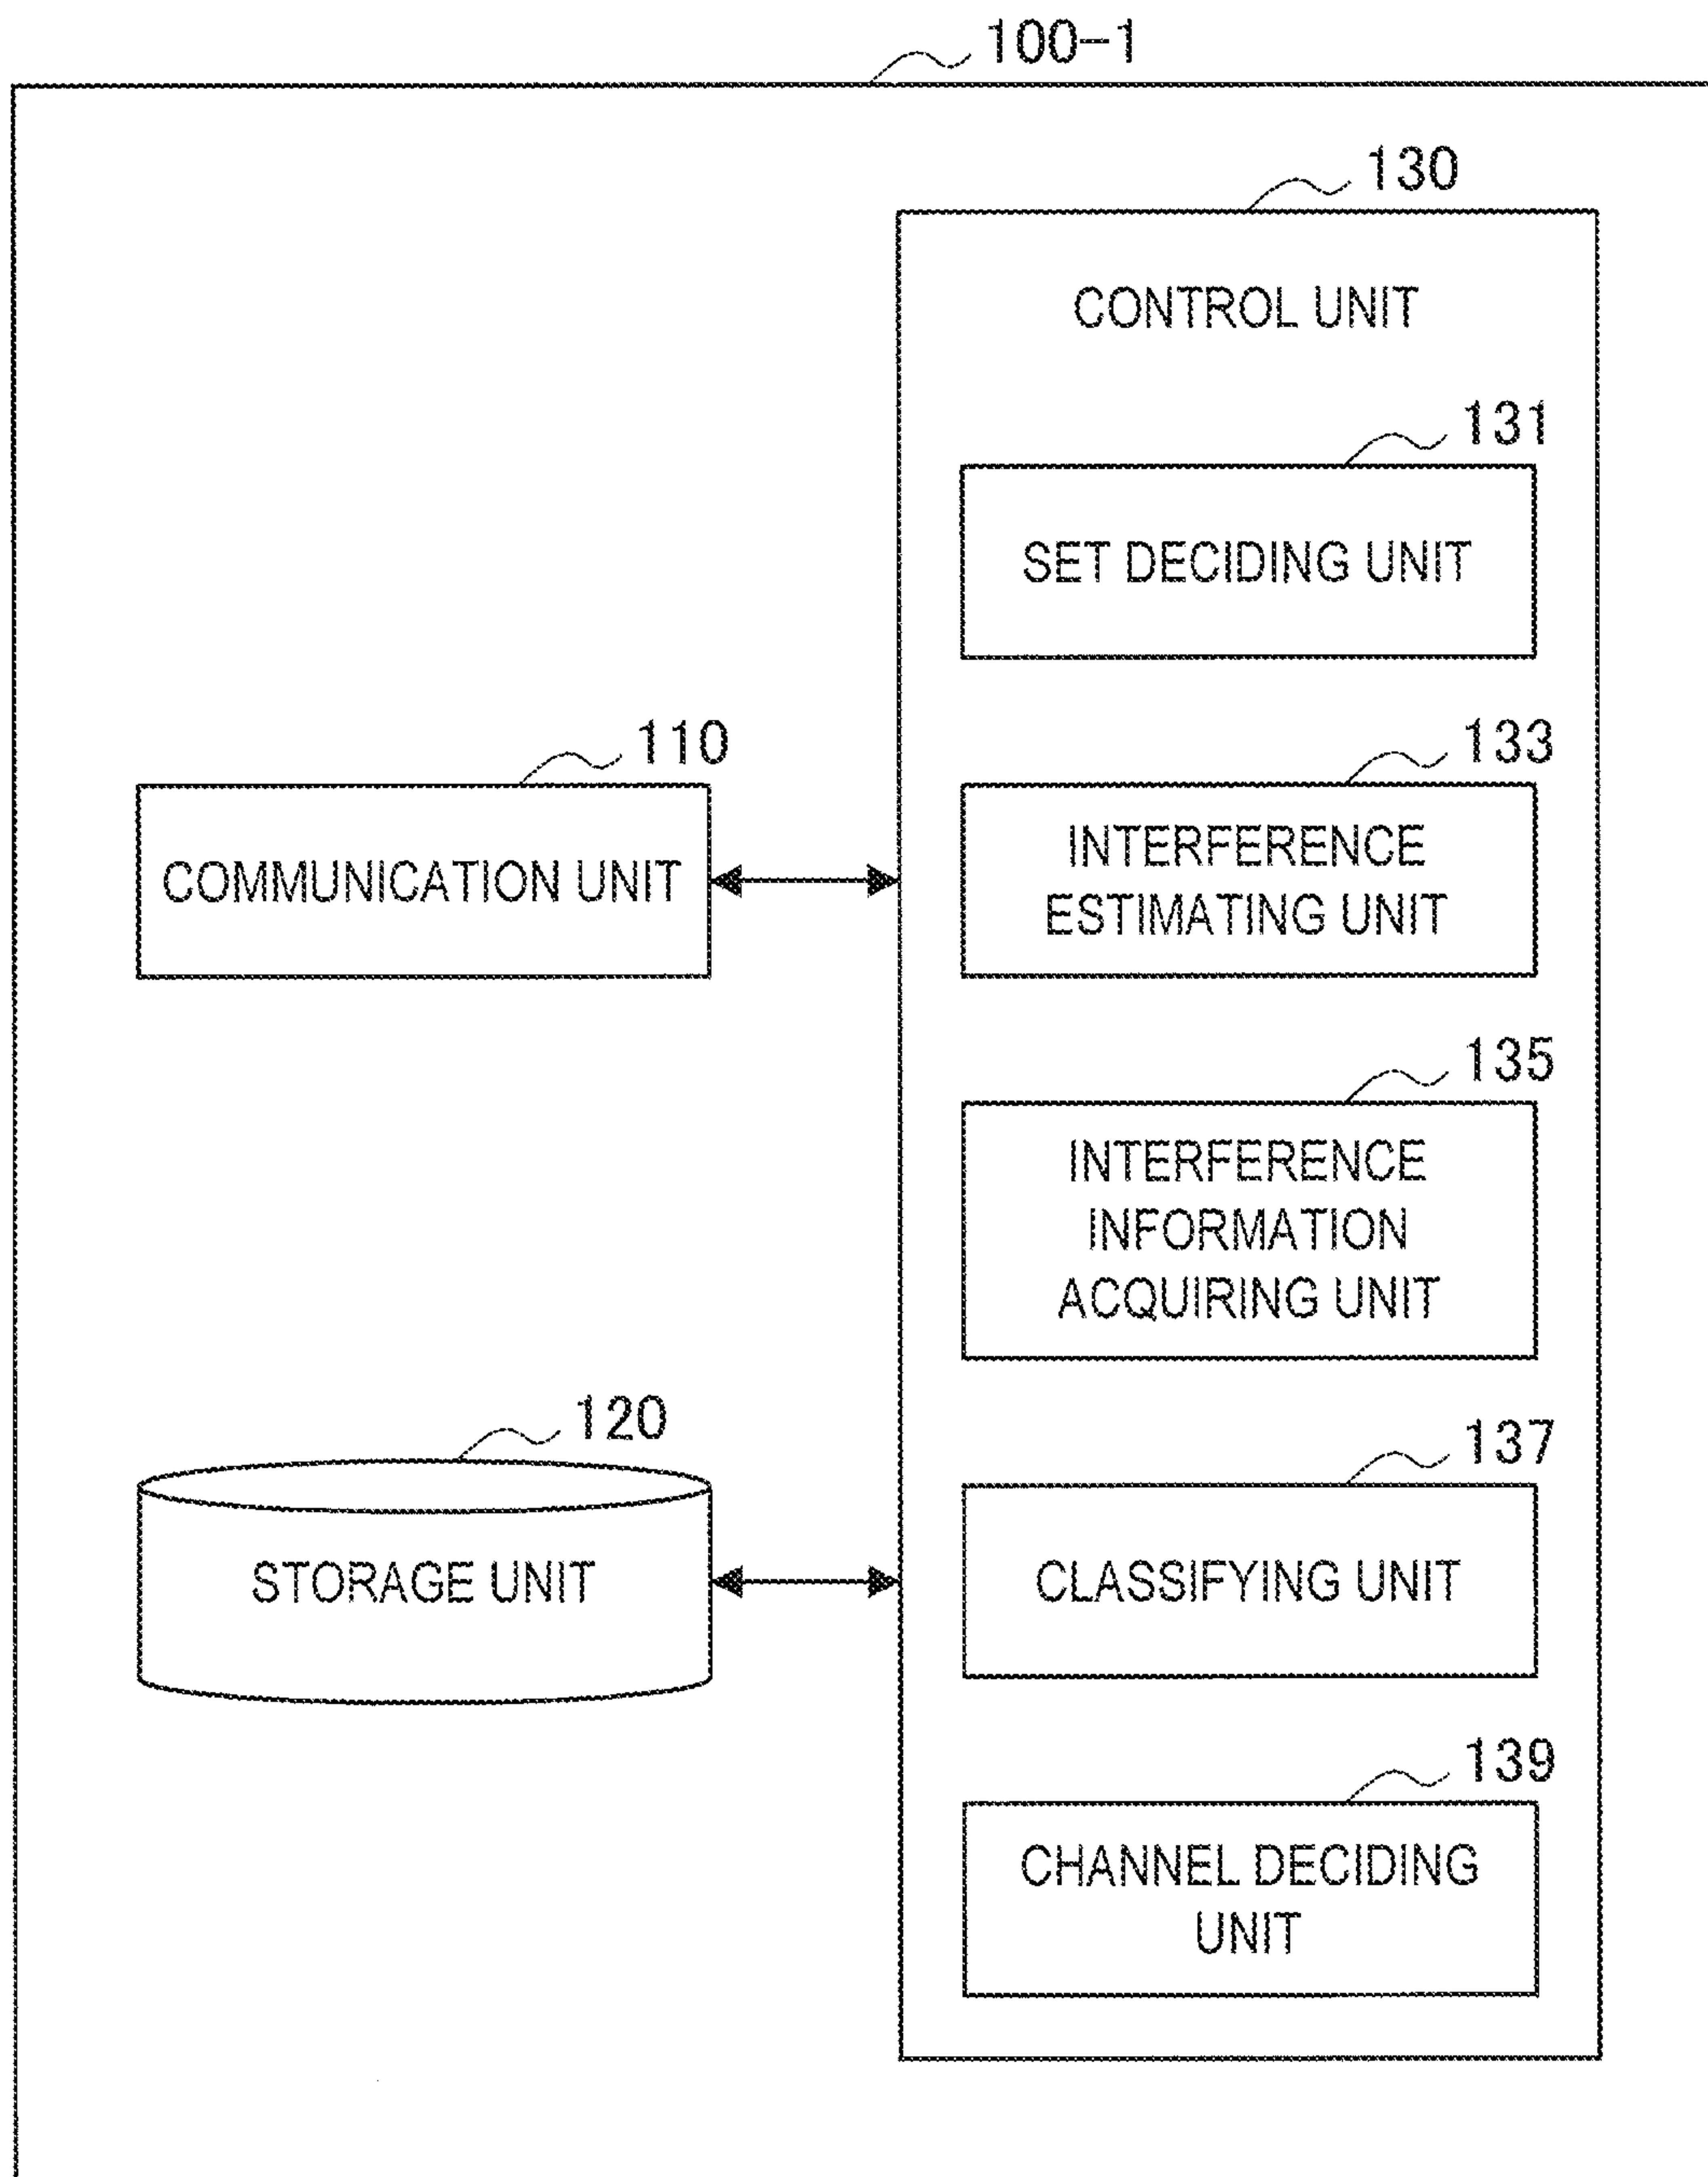 100-1
130
CONTROL UNIT
131
SET DECIDING UNIT
110
COMMUNICATION UNIT
133
INTERFERENCE
ESTIMATING UNIT
135
INTERFERENCE
INFORMATION
ACQUIRING UNIT
120
STORAGE UNIT
137
CLASSIFYING UNIT
139
CHANNEL DECIDING
UNIT